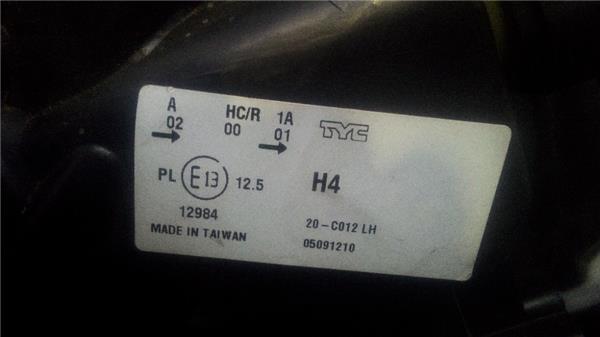 A HC/R 1A TYC
02 00 01
→ →
PL E13 12.5 H4
12984 20-C012 LH
MADE IN TAIWAN 05091210